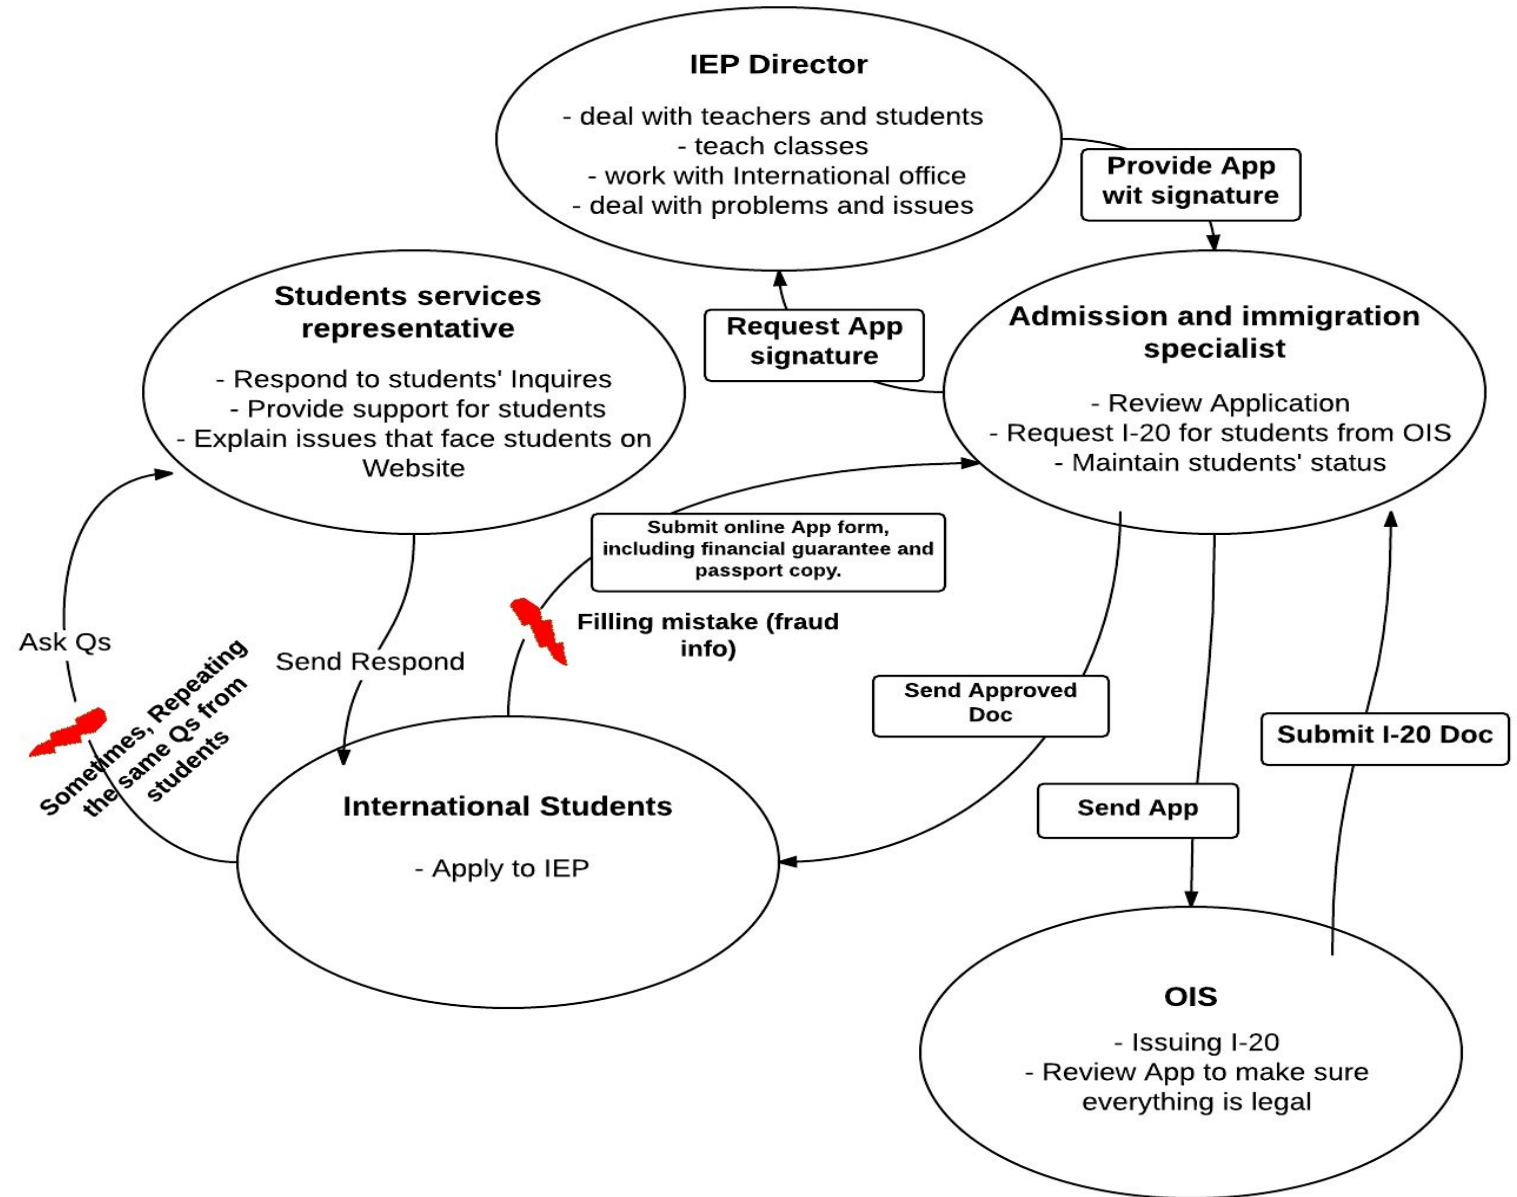 IEP Director
- deal with teachers and students
- teach classes
- work with International office
- deal with problems and issues
Provide App
wit signature
Students services
representative
- Respond to students' Inquires
- Provide support for students
- Explain issues that face students on
Website
Request App
signature
Admission and immigration
specialist
- Review Application
- Request I-20 for students from OIS
- Maintain students' status
Submit online App form,
including financial guarantee and
passport copy.
Filling mistake (fraud
info)
Ask Qs
Sometimes, Repeating
the same Qs from
students
Send Respond
Send Approved
Doc
Submit I-20 Doc
Send App
International Students
- Apply to IEP
OIS
- Issuing I-20
- Review App to make sure
everything is legal